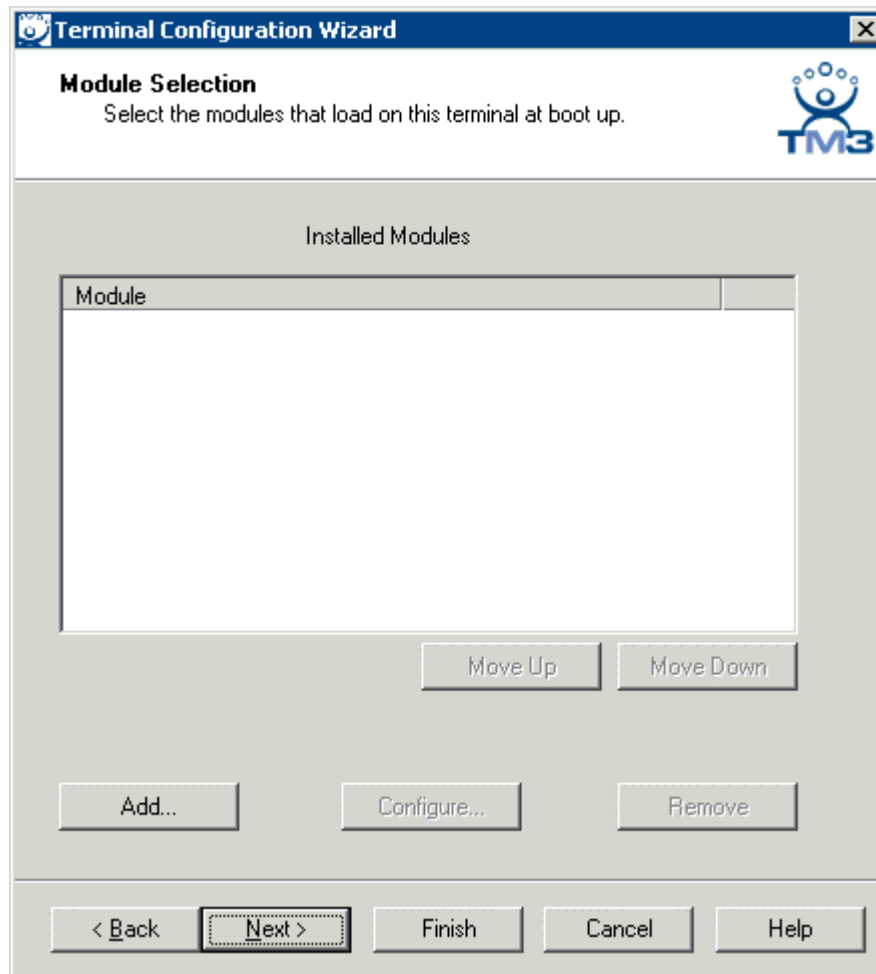 Terminal Configuration Wizard
Module Selection
Select the modules that load on this terminal at boot up.
TM3
Installed Modules
Module
Move Up
Move Down
Add...
Configure...
Remove
< Back
Next >
Finish
Cancel
Help